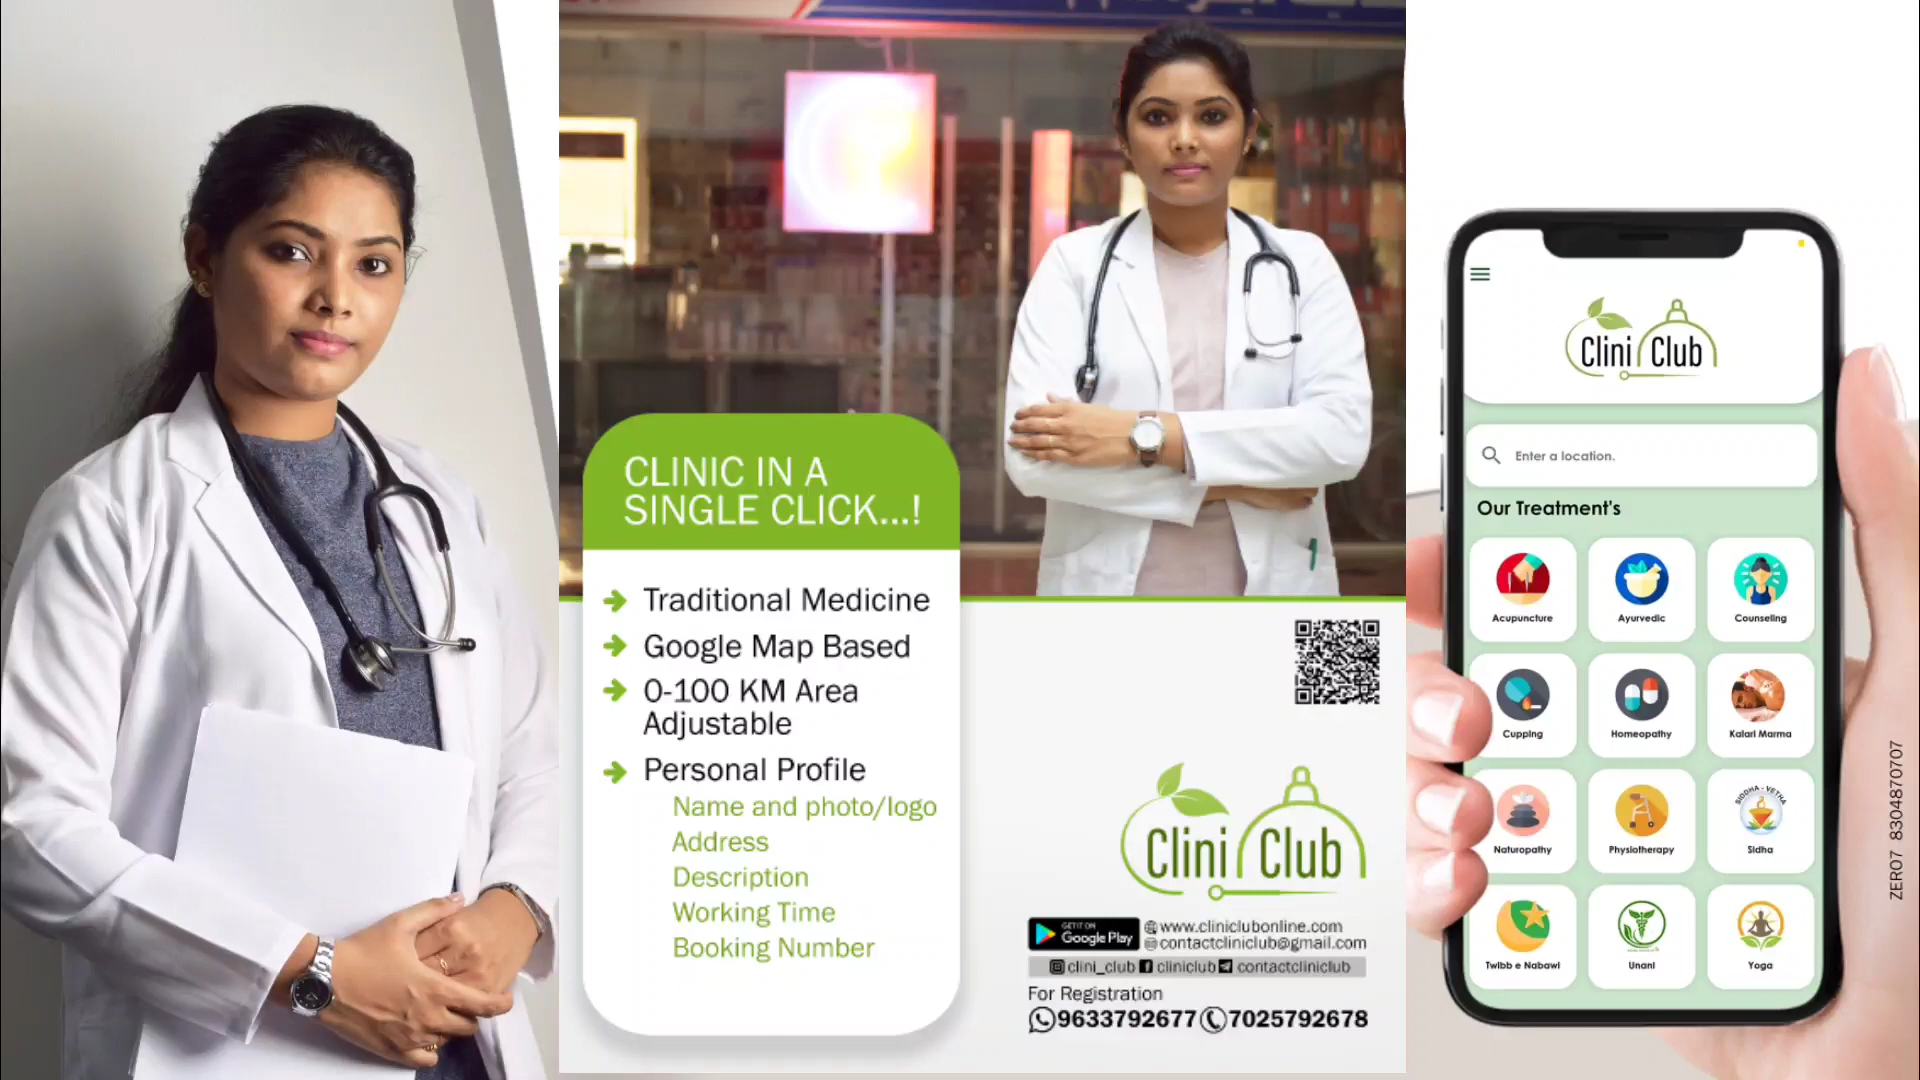 CLINIC IN A
SINGLE CLICK...!
Traditional Medicine
Google Map Based
0-100 KM Area
Adjustable
Personal Profile
Name and photo/logo
Address
Description
Working Time
Booking Number
Clini Club
GET IT ON
Google Play
www.cliniclubonline.com
contactcliniclub@gmail.com
clini_club cliniclub contactcliniclub
For Registration
9633792677 7025792678
Clini Club
Enter a location.
Our Treatment's
Acupuncture Ayurvedic Counseling
Cupping Homeopathy Kalari Marma
SIDDHA - VETHA
Naturopathy Physiotherapy Sidha
Twibb e Nabawi Unani Yoga
ZERO7 8304870707